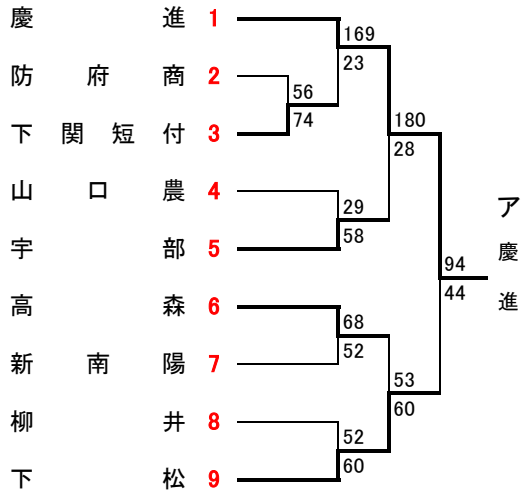 慶進 1
169
23
防府商 2
56
74
下関短付 3
180
28
山口農 4
29
58
宇部 5
ア
慶進
94
44
高森 6
68
52
新南陽 7
53
60
柳井 8
52
60
下松 9